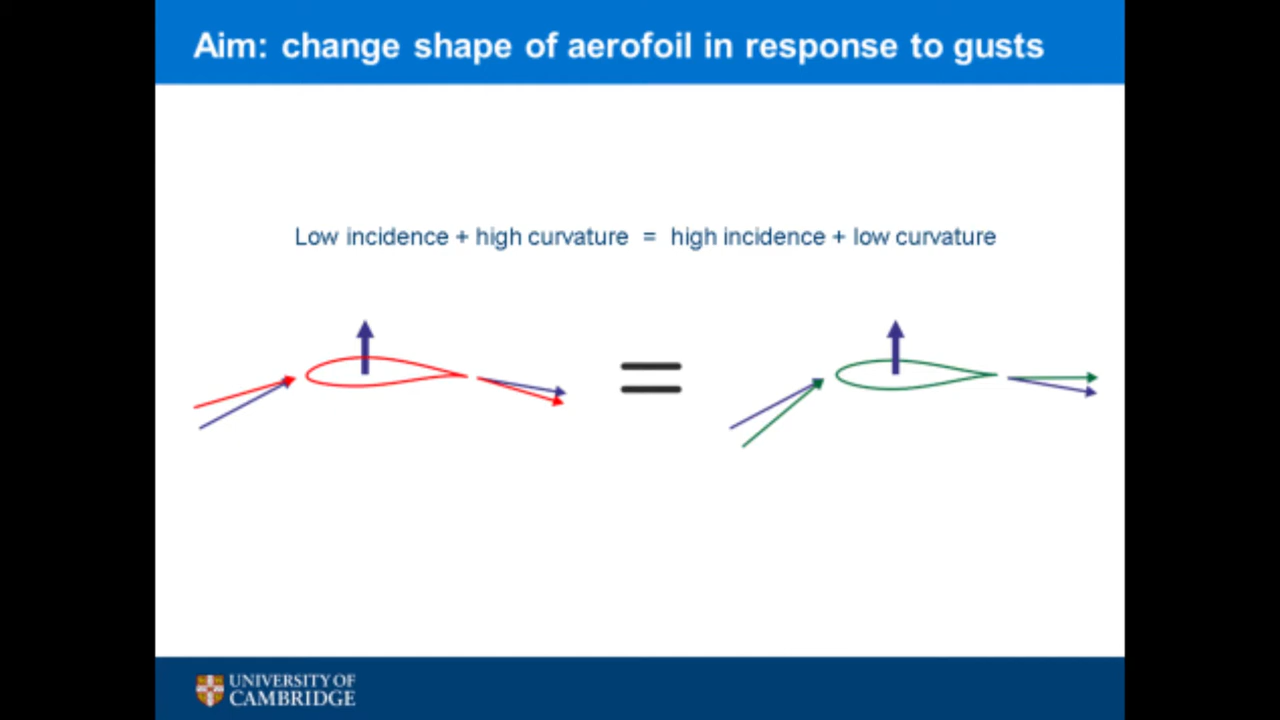 Aim: change shape of aerofoil in response to gusts
Low incidence + high curvature = high incidence + low curvature
=
UNIVERSITY OF
CAMBRIDGE